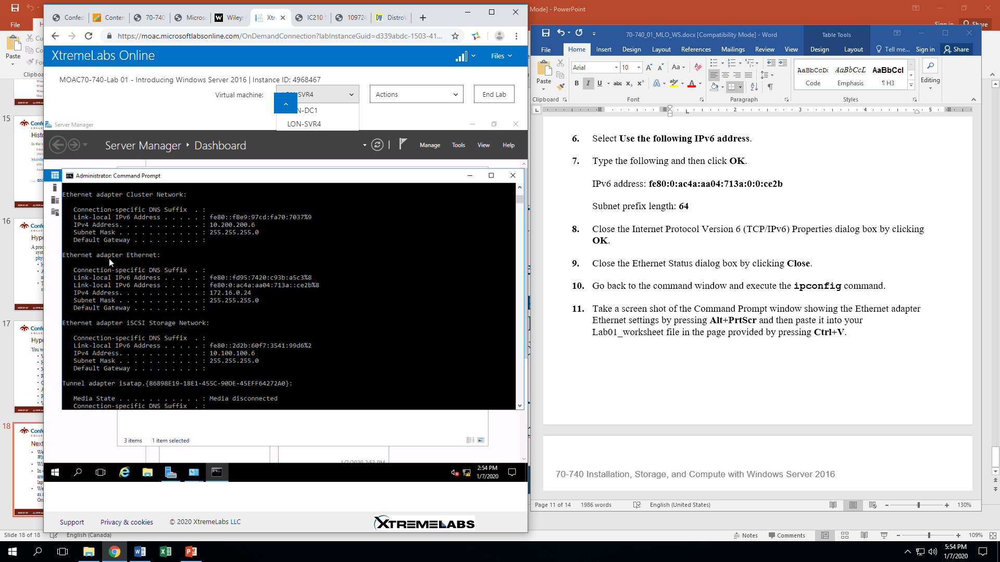 Mode] - PowerPoint
Sign in
Share
File
Paste
Clipboa
Confed
Conten
70-740
Micros
Wiley:
Xtr
IC210
109724
DistroW
https://moac.microsoftlabsonline.com/OnDemandConnection?labInstanceGuid=d339abdc-1503-41...
XtremeLabs Online
Files
MOAC70-740-Lab 01 - Introducing Windows Server 2016 | Instance ID: 4968467
Virtual machine:
SVR4
Actions
End Lab
N-DC1
LON-SVR4
Server Manager
Server Manager ‣ Dashboard
Manage
Tools
View
Help
Administrator: Command Prompt
Ethernet adapter Cluster Network:
Connection-specific DNS Suffix . :
Link-local IPv6 Address . . . . . : fe80::f8e9:97cd:fa70:7037%9
IPv4 Address. . . . . . . . . . . : 10.200.200.6
Subnet Mask . . . . . . . . . . . : 255.255.255.0
Default Gateway . . . . . . . . . :
Ethernet adapter Ethernet:
Connection-specific DNS Suffix . :
Link-local IPv6 Address . . . . . : fe80::fd95:7420:c93b:a5c3%8
Link-local IPv6 Address . . . . . : fe80:0:ac4a:aa04:713a::ce2b%8
IPv4 Address. . . . . . . . . . . : 172.16.0.24
Subnet Mask . . . . . . . . . . . : 255.255.255.0
Default Gateway . . . . . . . . . :
Ethernet adapter iSCSI Storage Network:
Connection-specific DNS Suffix . :
Link-local IPv6 Address . . . . . : fe80::2d2b:60f7:3541:99d6%2
IPv4 Address. . . . . . . . . . . : 10.100.100.6
Subnet Mask . . . . . . . . . . . : 255.255.255.0
Default Gateway . . . . . . . . . :
Tunnel adapter isatap.{86898E19-18E1-455C-90DE-45EFF64272A0}:
Media State . . . . . . . . . . . : Media disconnected
Connection-specific DNS Suffix . :
3 items 1 item selected
1/7/2020 2:53 PM
2:54 PM
1/7/2020
Support
Privacy & cookies
© 2020 XtremeLabs LLC
XTREMELABS
15
16
17
18
Slide 18 of 18
English (Canada)
Notes
Comments
109%
70-740_01_MLO_WS.docx [Compatibility Mode] - Word
Table Tools
File
Home
Insert
Design
Layout
References
Mailings
Review
View
Design
Layout
Tell me...
Sign in
Share
Paste
Arial
10
Clipboard
Font
Paragraph
AaBbCcDc
Code
AaBbCcL
Emphasis
AaBbCcI
¶ H3
Styles
Editing
2 3 4 5
6. Select Use the following IPv6 address.
7. Type the following and then click OK.
IPv6 address: fe80:0:ac4a:aa04:713a:0:0:ce2b
Subnet prefix length: 64
8. Close the Internet Protocol Version 6 (TCP/IPv6) Properties dialog box by clicking
OK.
9. Close the Ethernet Status dialog box by clicking Close.
10. Go back to the command window and execute the ipconfig command.
11. Take a screen shot of the Command Prompt window showing the Ethernet adapter
Ethernet settings by pressing Alt+PrtScr and then paste it into your
Lab01_worksheet file in the page provided by pressing Ctrl+V.
70-740 Installation, Storage, and Compute with Windows Server 2016
Page 11 of 14
1986 words
English (United States)
130%
5:54 PM
1/7/2020